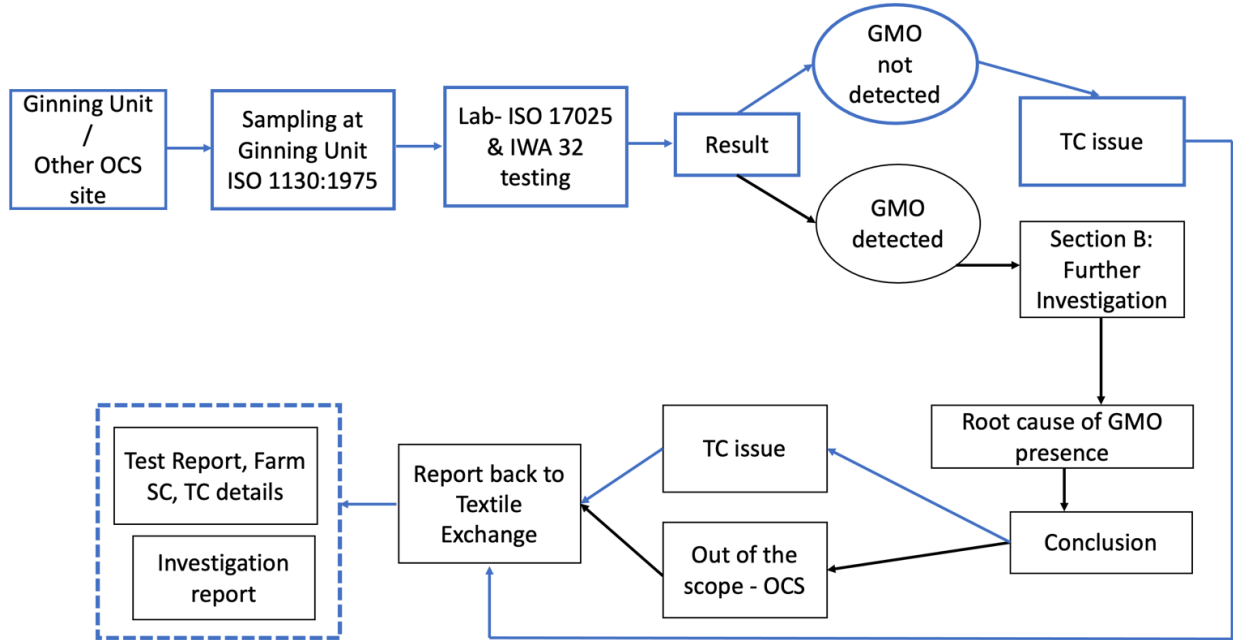 Ginning Unit
/
Other OCS
site
Sampling at
Ginning Unit
ISO 1130:1975
Lab- ISO 17025
& IWA 32
testing
Result
GMO
not
detected
TC issue
GMO
detected
Section B:
Further
Investigation
Root cause of GMO
presence
Conclusion
TC issue
Out of the
scope - OCS
Report back to
Textile
Exchange
Test Report, Farm
SC, TC details
Investigation
report